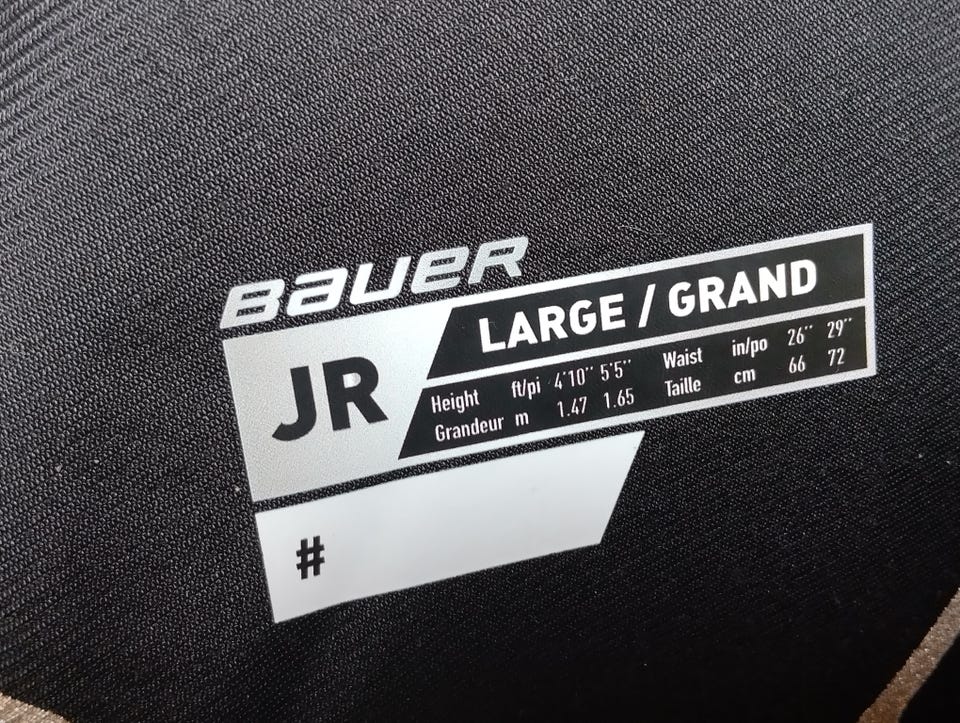 BAUER
JR
LARGE / GRAND
Height ft/pi 4'10'' 5'5'' Waist in/po 26'' 29''
Grandeur m 1.47 1.65 Taille cm 66 72
#